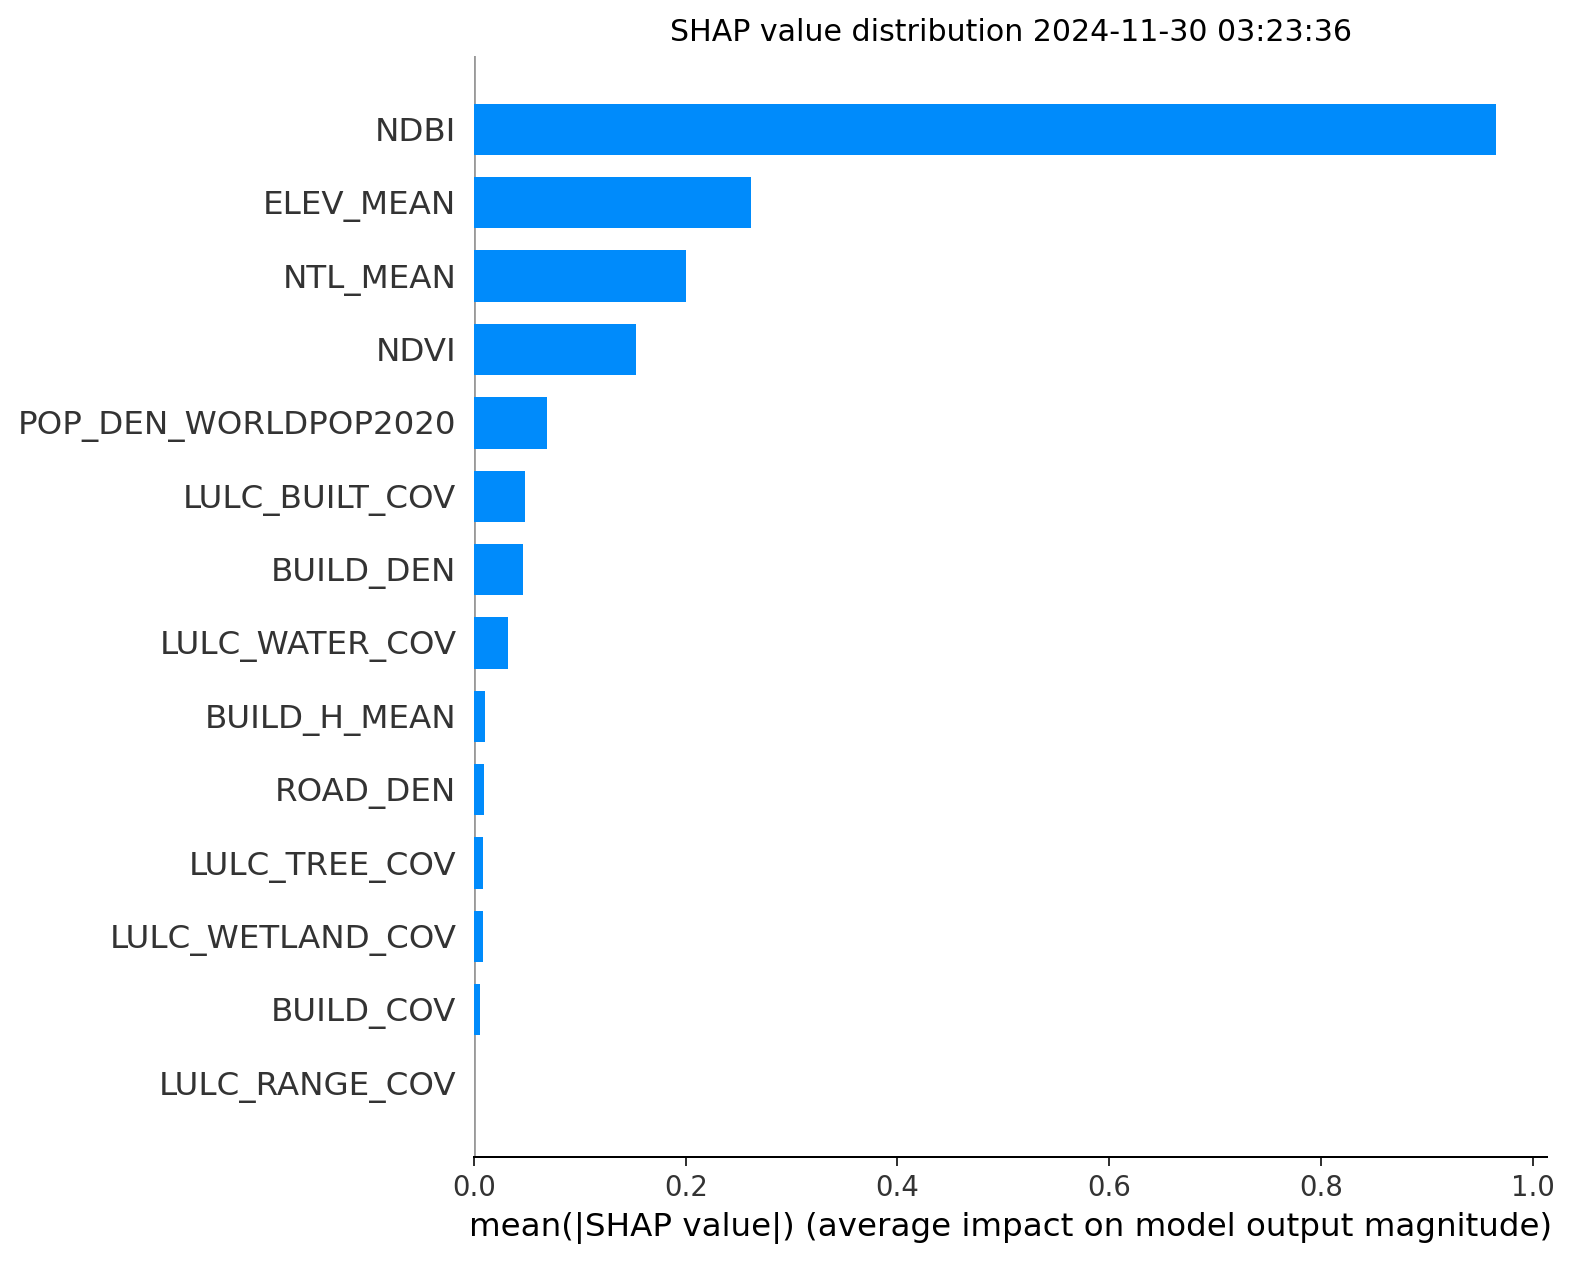 SHAP value distribution 2024-11-30 03:23:36
NDBI
ELEV_MEAN
NTL_MEAN
NDVI
POP_DEN_WORLDPOP2020
LULC_BUILT_COV
BUILD_DEN
LULC_WATER_COV
BUILD_H_MEAN
ROAD_DEN
LULC_TREE_COV
LULC_WETLAND_COV
BUILD_COV
LULC_RANGE_COV
0.0 0.2 0.4 0.6 0.8 1.0
mean(|SHAP value|) (average impact on model output magnitude)